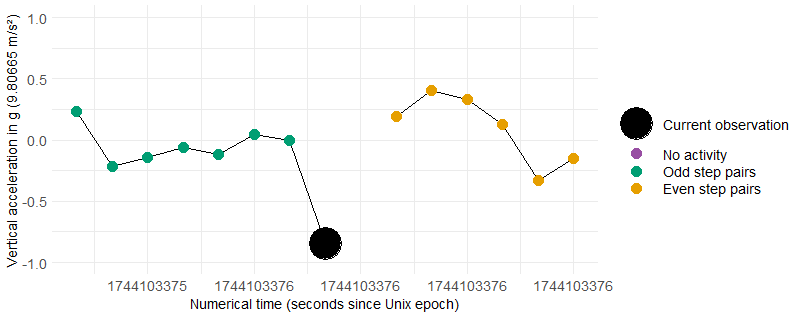 Vertical acceleration in g (9.80665 m/s²)
1.0
0.5
0.0
-0.5
-1.0
1744103375 1744103376 1744103376 1744103376 1744103376
Numerical time (seconds since Unix epoch)
Current observation
No activity
Odd step pairs
Even step pairs